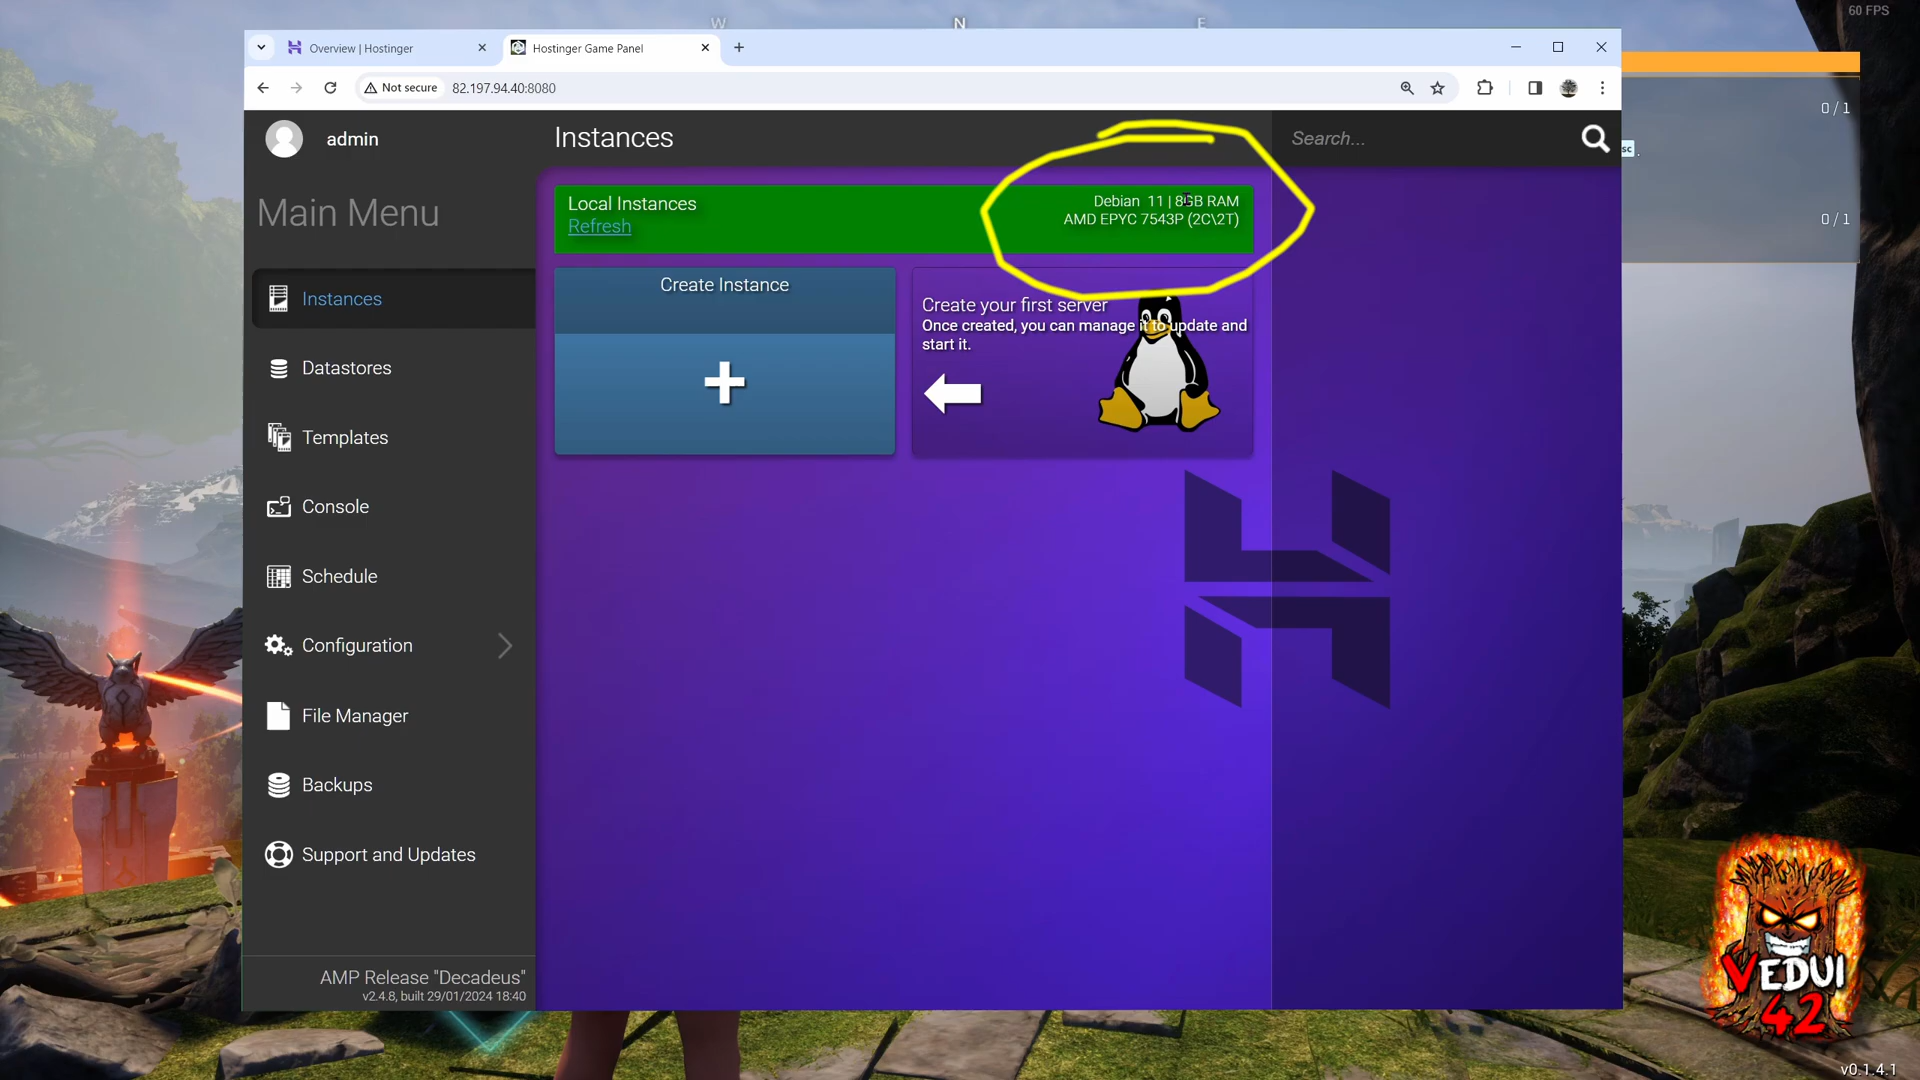 W N E
60 FPS
Overview | Hostinger
Hostinger Game Panel
Not secure
82.197.94.40:8080
0 / 1
0 / 1
sc .
admin
Instances
Search...
Main Menu
Local Instances
Refresh
Debian 11 | 8GB RAM
AMD EPYC 7543P (2C\2T)
Create Instance
Create your first server
Once created, you can manage it to update and
start it.
Instances
Datastores
Templates
Console
Schedule
Configuration
File Manager
Backups
Support and Updates
AMP Release "Decadeus"
v2.4.8, built 29/01/2024 18:40
VEDUI
42
v0.1.4.1